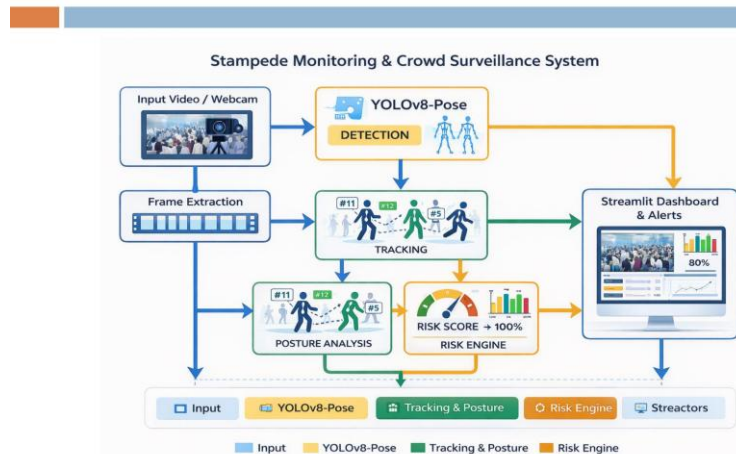 Stampede Monitoring & Crowd Surveillance System
Input Video / Webcam
YOLOv8-Pose
DETECTION
Frame Extraction
#11
#12
#5
TRACKING
Streamlit Dashboard
& Alerts
80%
#11
#12
#5
POSTURE ANALYSIS
RISK SCORE → 100%
RISK ENGINE
Input
YOLOv8-Pose
Tracking & Posture
Risk Engine
Streactors
Input
YOLOv8-Pose
Tracking & Posture
Risk Engine